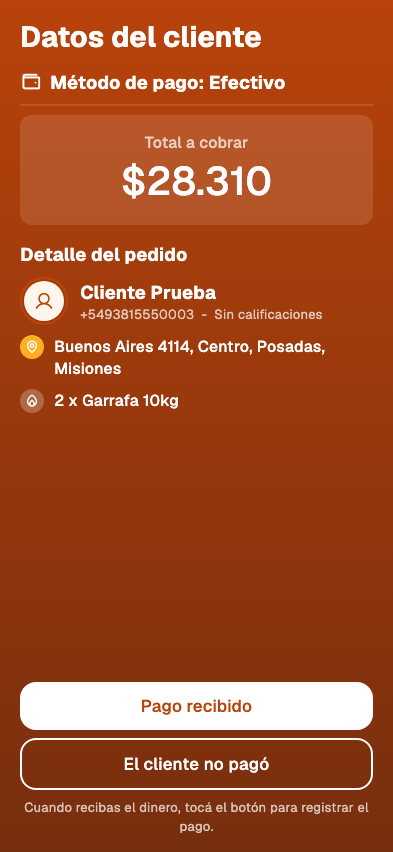 Datos del cliente
Método de pago: Efectivo
Total a cobrar
$28.310
Detalle del pedido
Cliente Prueba
+5493815550003 - Sin calificaciones
Buenos Aires 4114, Centro, Posadas,
Misiones
2 x Garrafa 10kg
Pago recibido
El cliente no pagó
Cuando recibas el dinero, tocá el botón para registrar el
pago.